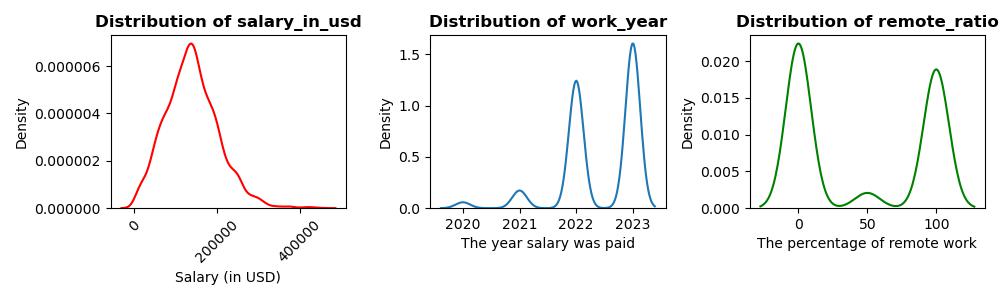 Distribution of salary_in_usd
0.000006
0.000004
0.000002
0.000000
Density
0
200000
400000
Salary (in USD)
Distribution of work_year
1.5
1.0
0.5
0.0
Density
2020
2021
2022
2023
The year salary was paid
Distribution of remote_ratio
0.020
0.015
0.010
0.005
0.000
Density
0
50
100
The percentage of remote work